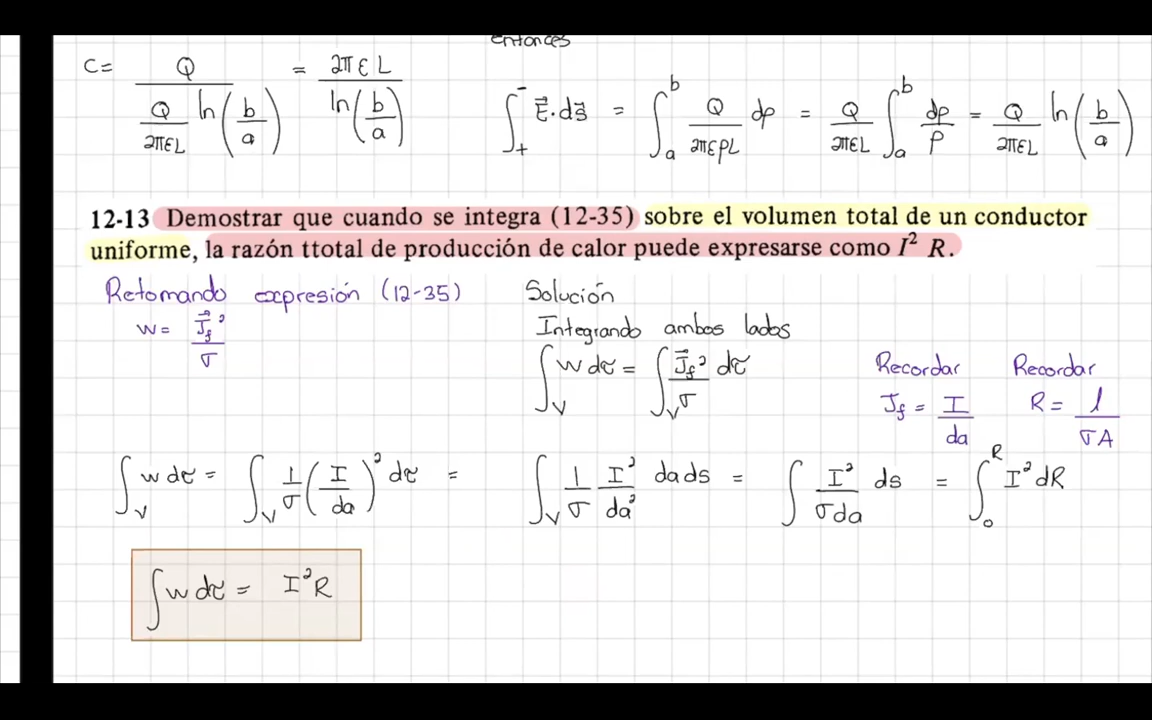 entonces
C = Q / (Q/2πεL ln(b/a)) = 2πεL / ln(b/a)
∫₊⁻ E⃗·ds⃗ = ∫ₐᵇ Q/2περL dρ = Q/2πεL ∫ₐᵇ dρ/ρ = Q/2πεL ln(b/a)
12-13 Demostrar que cuando se integra (12-35) sobre el volumen total de un conductor
uniforme, la razón ttotal de producción de calor puede expresarse como I² R.
Retomando expresión (12-35)
w = J⃗f²/σ
Solución
Integrando ambos lados
∫ᵥ w dτ = ∫ᵥ J⃗f²/σ dτ
Recordar
Jf = I/da
Recordar
R = l/σA
∫ᵥ w dτ = ∫ᵥ 1/σ (I/da)² dτ = ∫ᵥ 1/σ I²/da² da ds = ∫ I²/σda ds = ∫₀ᴿ I² dR
∫ w dτ = I²R